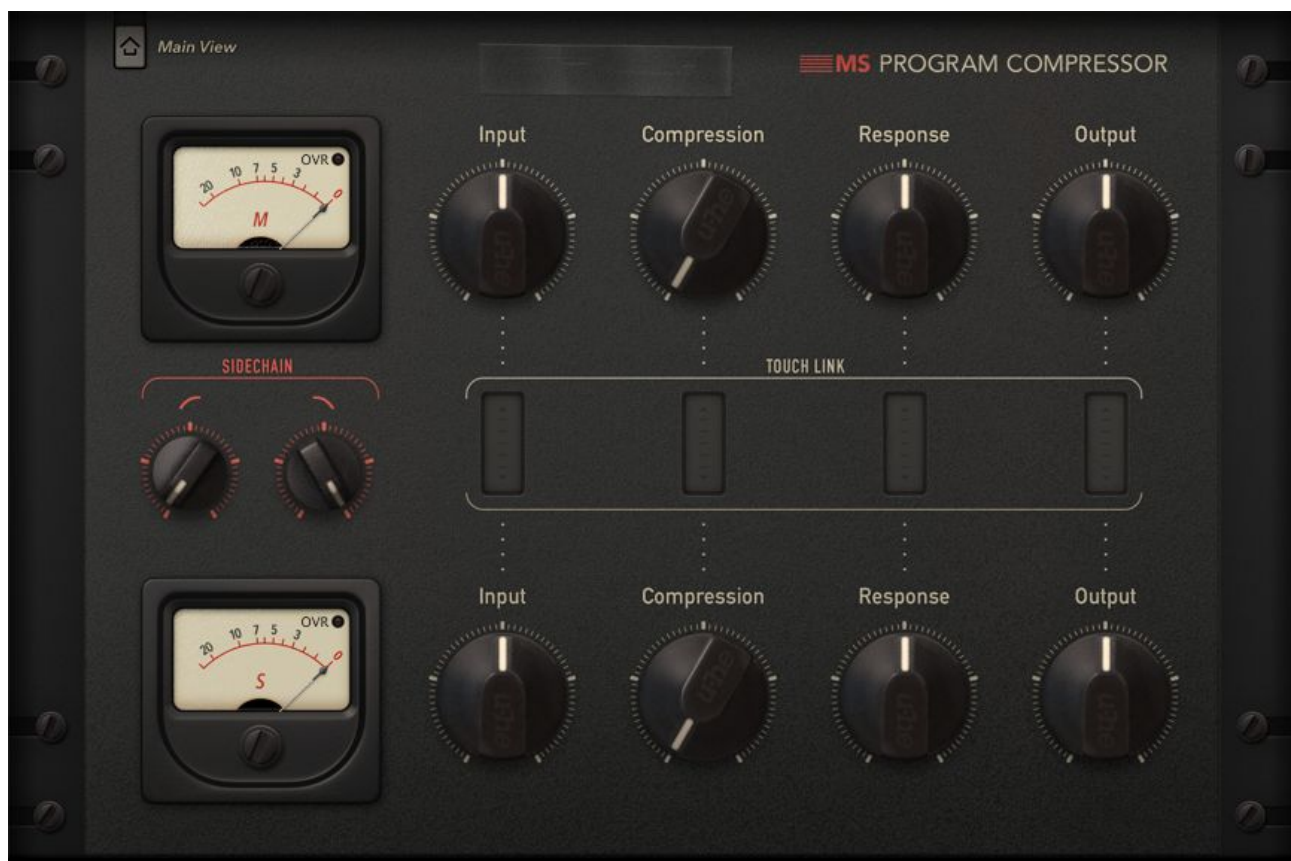 Main View
MS PROGRAM COMPRESSOR
Input Compression Response Output
OVR
20 10 7 5 3 0
M
SIDECHAIN
TOUCH LINK
Input Compression Response Output
OVR
20 10 7 5 3 0
S